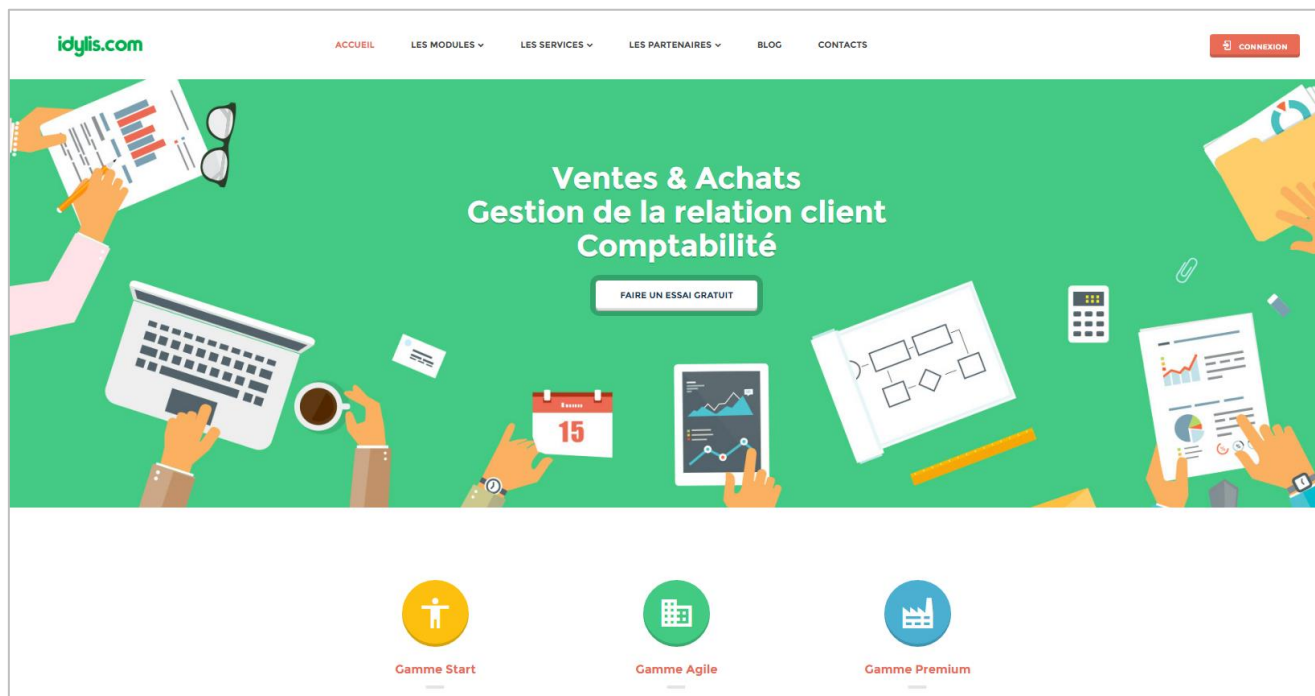 idylis.com
ACCUEIL LES MODULES LES SERVICES LES PARTENAIRES BLOG CONTACTS
CONNEXION
Ventes & Achats
Gestion de la relation client
Comptabilité
FAIRE UN ESSAI GRATUIT
15
Gamme Start Gamme Agile Gamme Premium